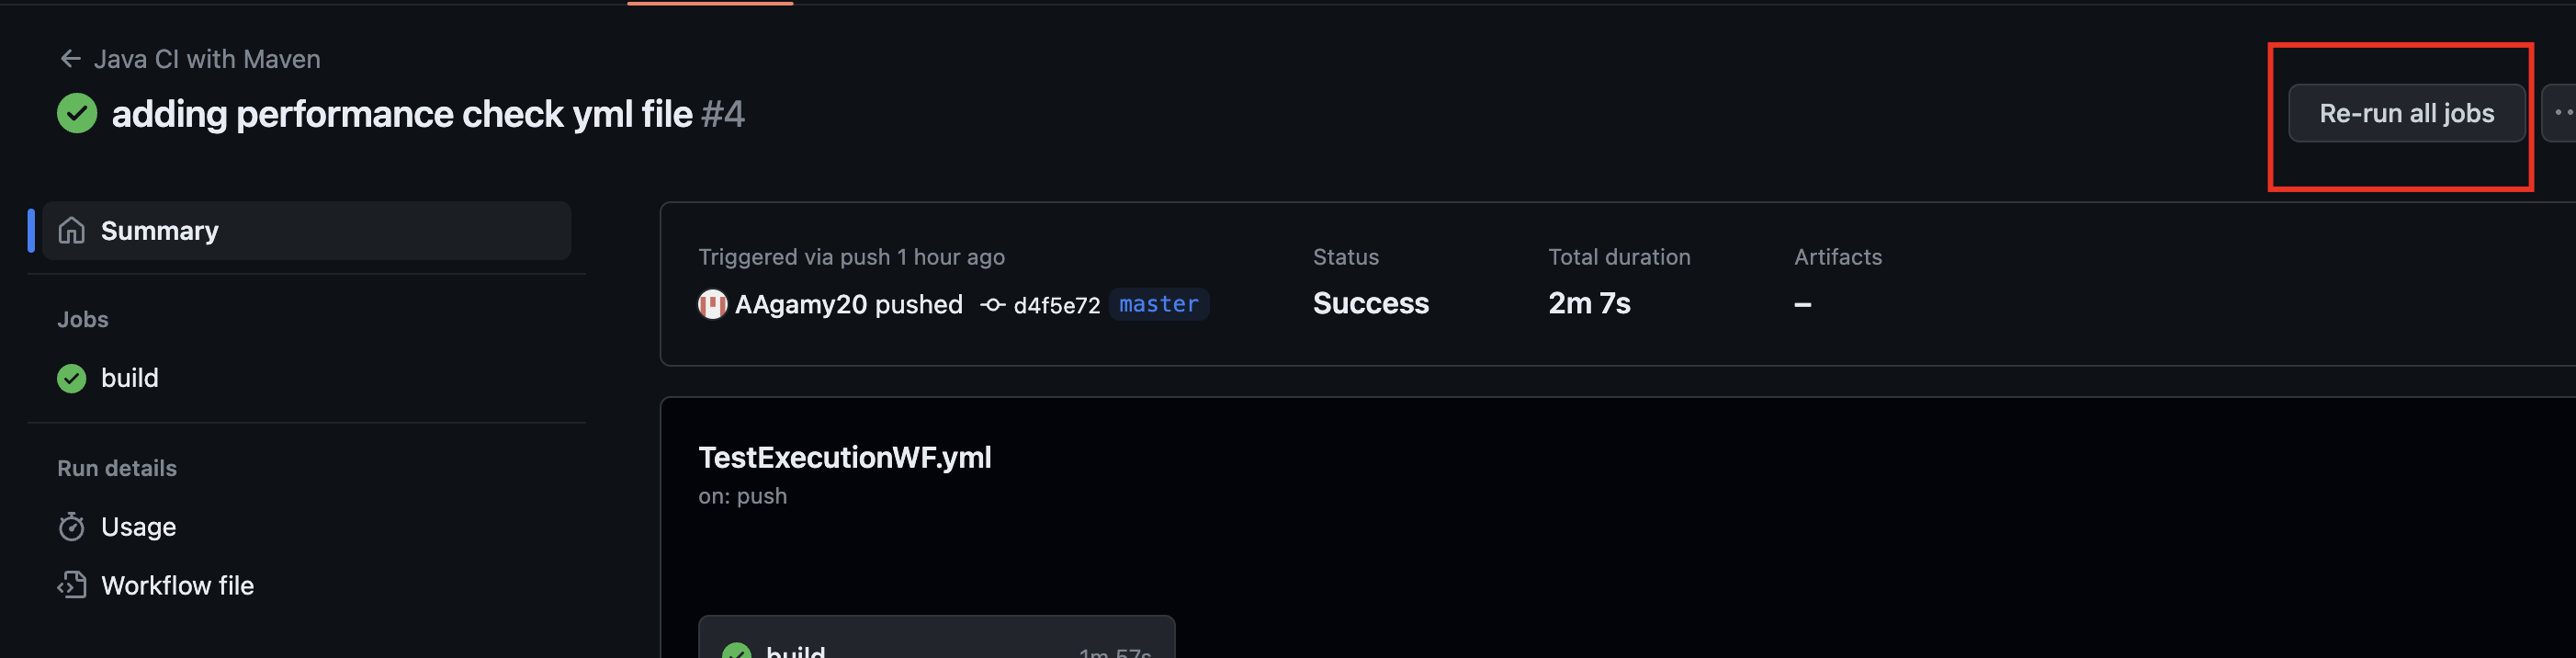 Java CI with Maven
adding performance check yml file #4
Re-run all jobs
Summary
Jobs
build
Run details
Usage
Workflow file
Triggered via push 1 hour ago
AAgamy20 pushed d4f5e72 master
Status
Success
Total duration
2m 7s
Artifacts
–
TestExecutionWF.yml
on: push
build 1m 57s